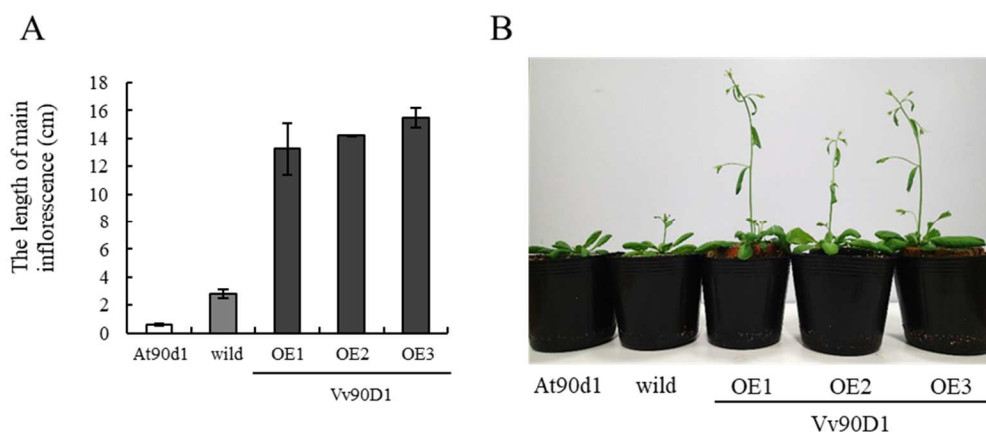 A
The length of main
inflorescence (cm)
18
16
14
12
10
8
6
4
2
0
At90d1 wild OE1 OE2 OE3
Vv90D1
B
At90d1 wild OE1 OE2 OE3
Vv90D1